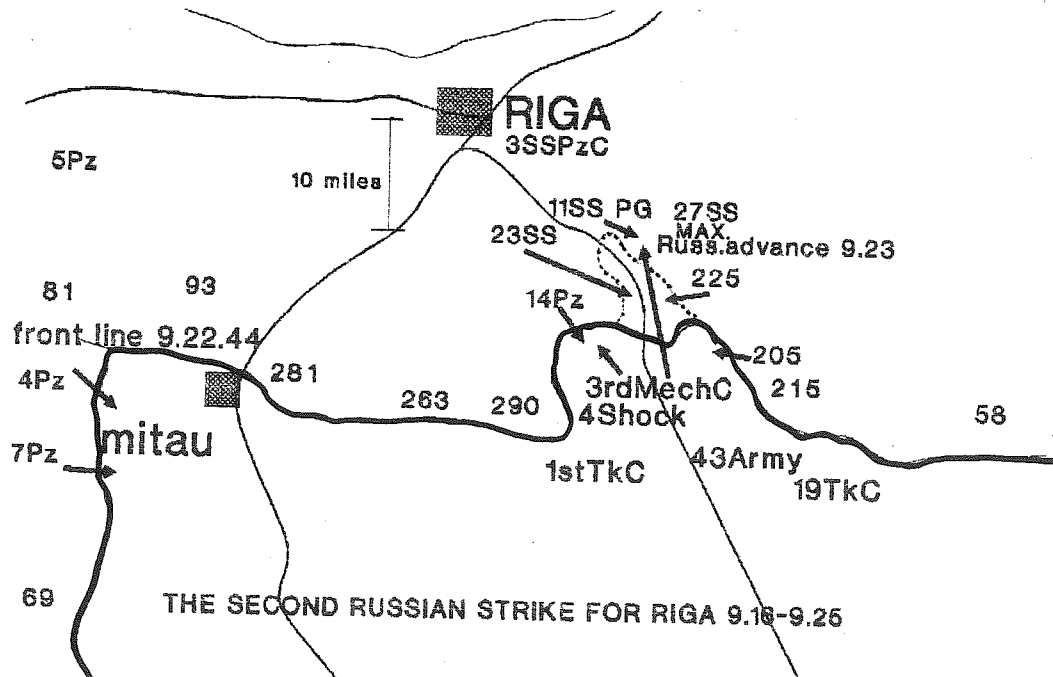 RIGA
3SSPzC
5Pz
10 miles
11SS PG
27SS
MAX.
Russ.advance 9.23
23SS
225
81
93
14Pz
front line 9.22.44
4Pz
281
205
3rdMechC
215
263
290
4Shock
58
mitau
7Pz
1stTkC
43Army
19TkC
69
THE SECOND RUSSIAN STRIKE FOR RIGA 9.16-9.25